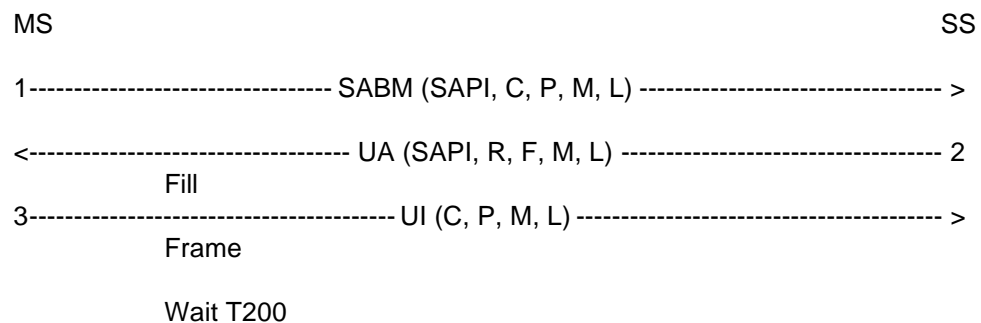 MS SS
1--------------------------------- SABM (SAPI, C, P, M, L) --------------------------------- >
<----------------------------------- UA (SAPI, R, F, M, L) ----------------------------------- 2
Fill
3---------------------------------------- UI (C, P, M, L) ---------------------------------------- >
Frame
Wait T200